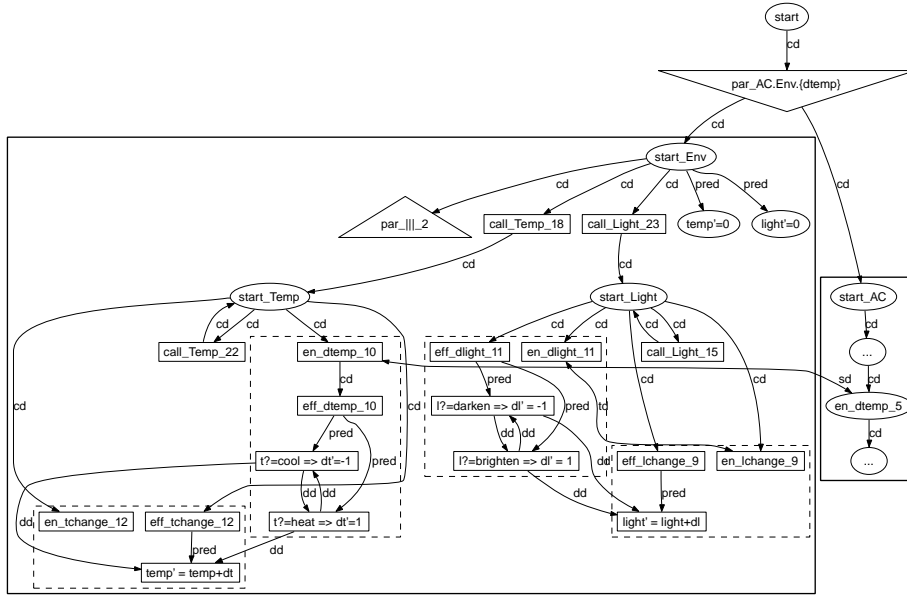 start
cd
par_AC.Env.{dtemp}
cd
cd
start_Env
cd
cd
cd
pred
pred
par_|||_2
call_Temp_18
call_Light_23
temp'=0
light'=0
cd
cd
start_Temp
start_Light
start_AC
cd
cd
cd
cd
cd
cd
cd
cd
call_Temp_22
en_dtemp_10
eff_dlight_11
en_dlight_11
call_Light_15
...
cd
pred
cd
cd
sd
cd
cd
cd
cd
eff_dtemp_10
l?=darken => dl' = -1
pred
td
en_dtemp_5
pred
dd
dd
cd
pred
t?=cool => dt'=-1
l?=brighten => dl' = 1
dd
eff_lchange_9
en_lchange_9
...
dd
dd
dd
pred
dd
en_tchange_12
eff_tchange_12
t?=heat => dt'=1
light' = light+dl
pred
dd
temp' = temp+dt